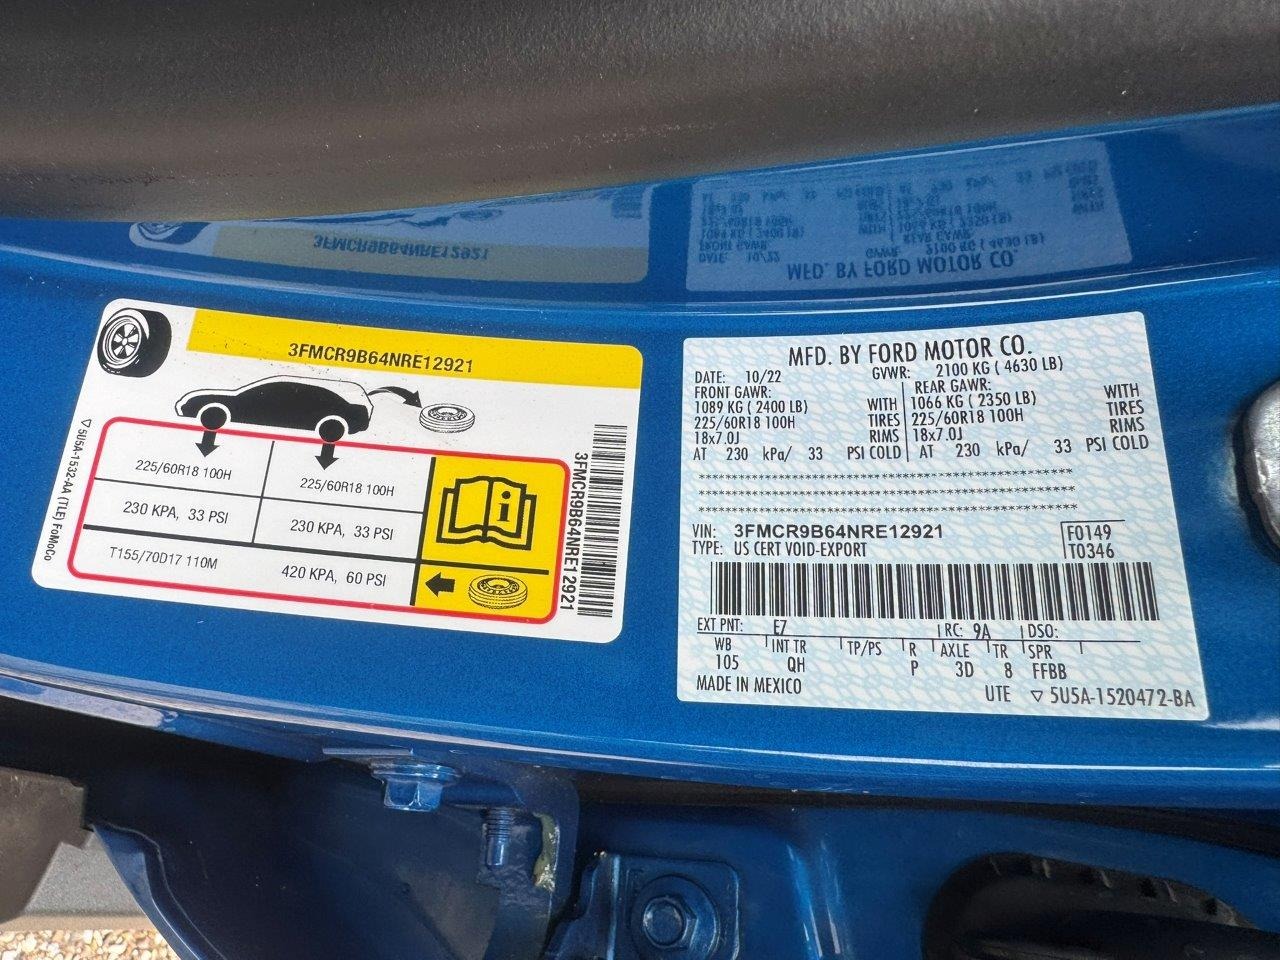 3FMCR9B64NRE12921
225/60R18 100H
225/60R18 100H
230 KPA, 33 PSI
230 KPA, 33 PSI
T155/70D17 110M
420 KPA, 60 PSI
3FMCR9B64NRE12921
5U5A-1532-AA (TLE) FoMoCo
MFD. BY FORD MOTOR CO.
DATE: 10/22 GVWR: 2100 KG ( 4630 LB)
FRONT GAWR: REAR GAWR: WITH
1089 KG ( 2400 LB) WITH 1066 KG ( 2350 LB) TIRES
225/60R18 100H TIRES 225/60R18 100H RIMS
18x7.0J RIMS 18x7.0J
AT 230 kPa/ 33 PSI COLD AT 230 kPa/ 33 PSI COLD
VIN: 3FMCR9B64NRE12921
TYPE: US CERT VOID-EXPORT
F0149
T0346
EXT PNT: E7 RC: 9A DSO:
WB INT TR TP/PS R AXLE TR SPR
105 QH P 3D 8 FFBB
MADE IN MEXICO UTE ▽ 5U5A-1520472-BA